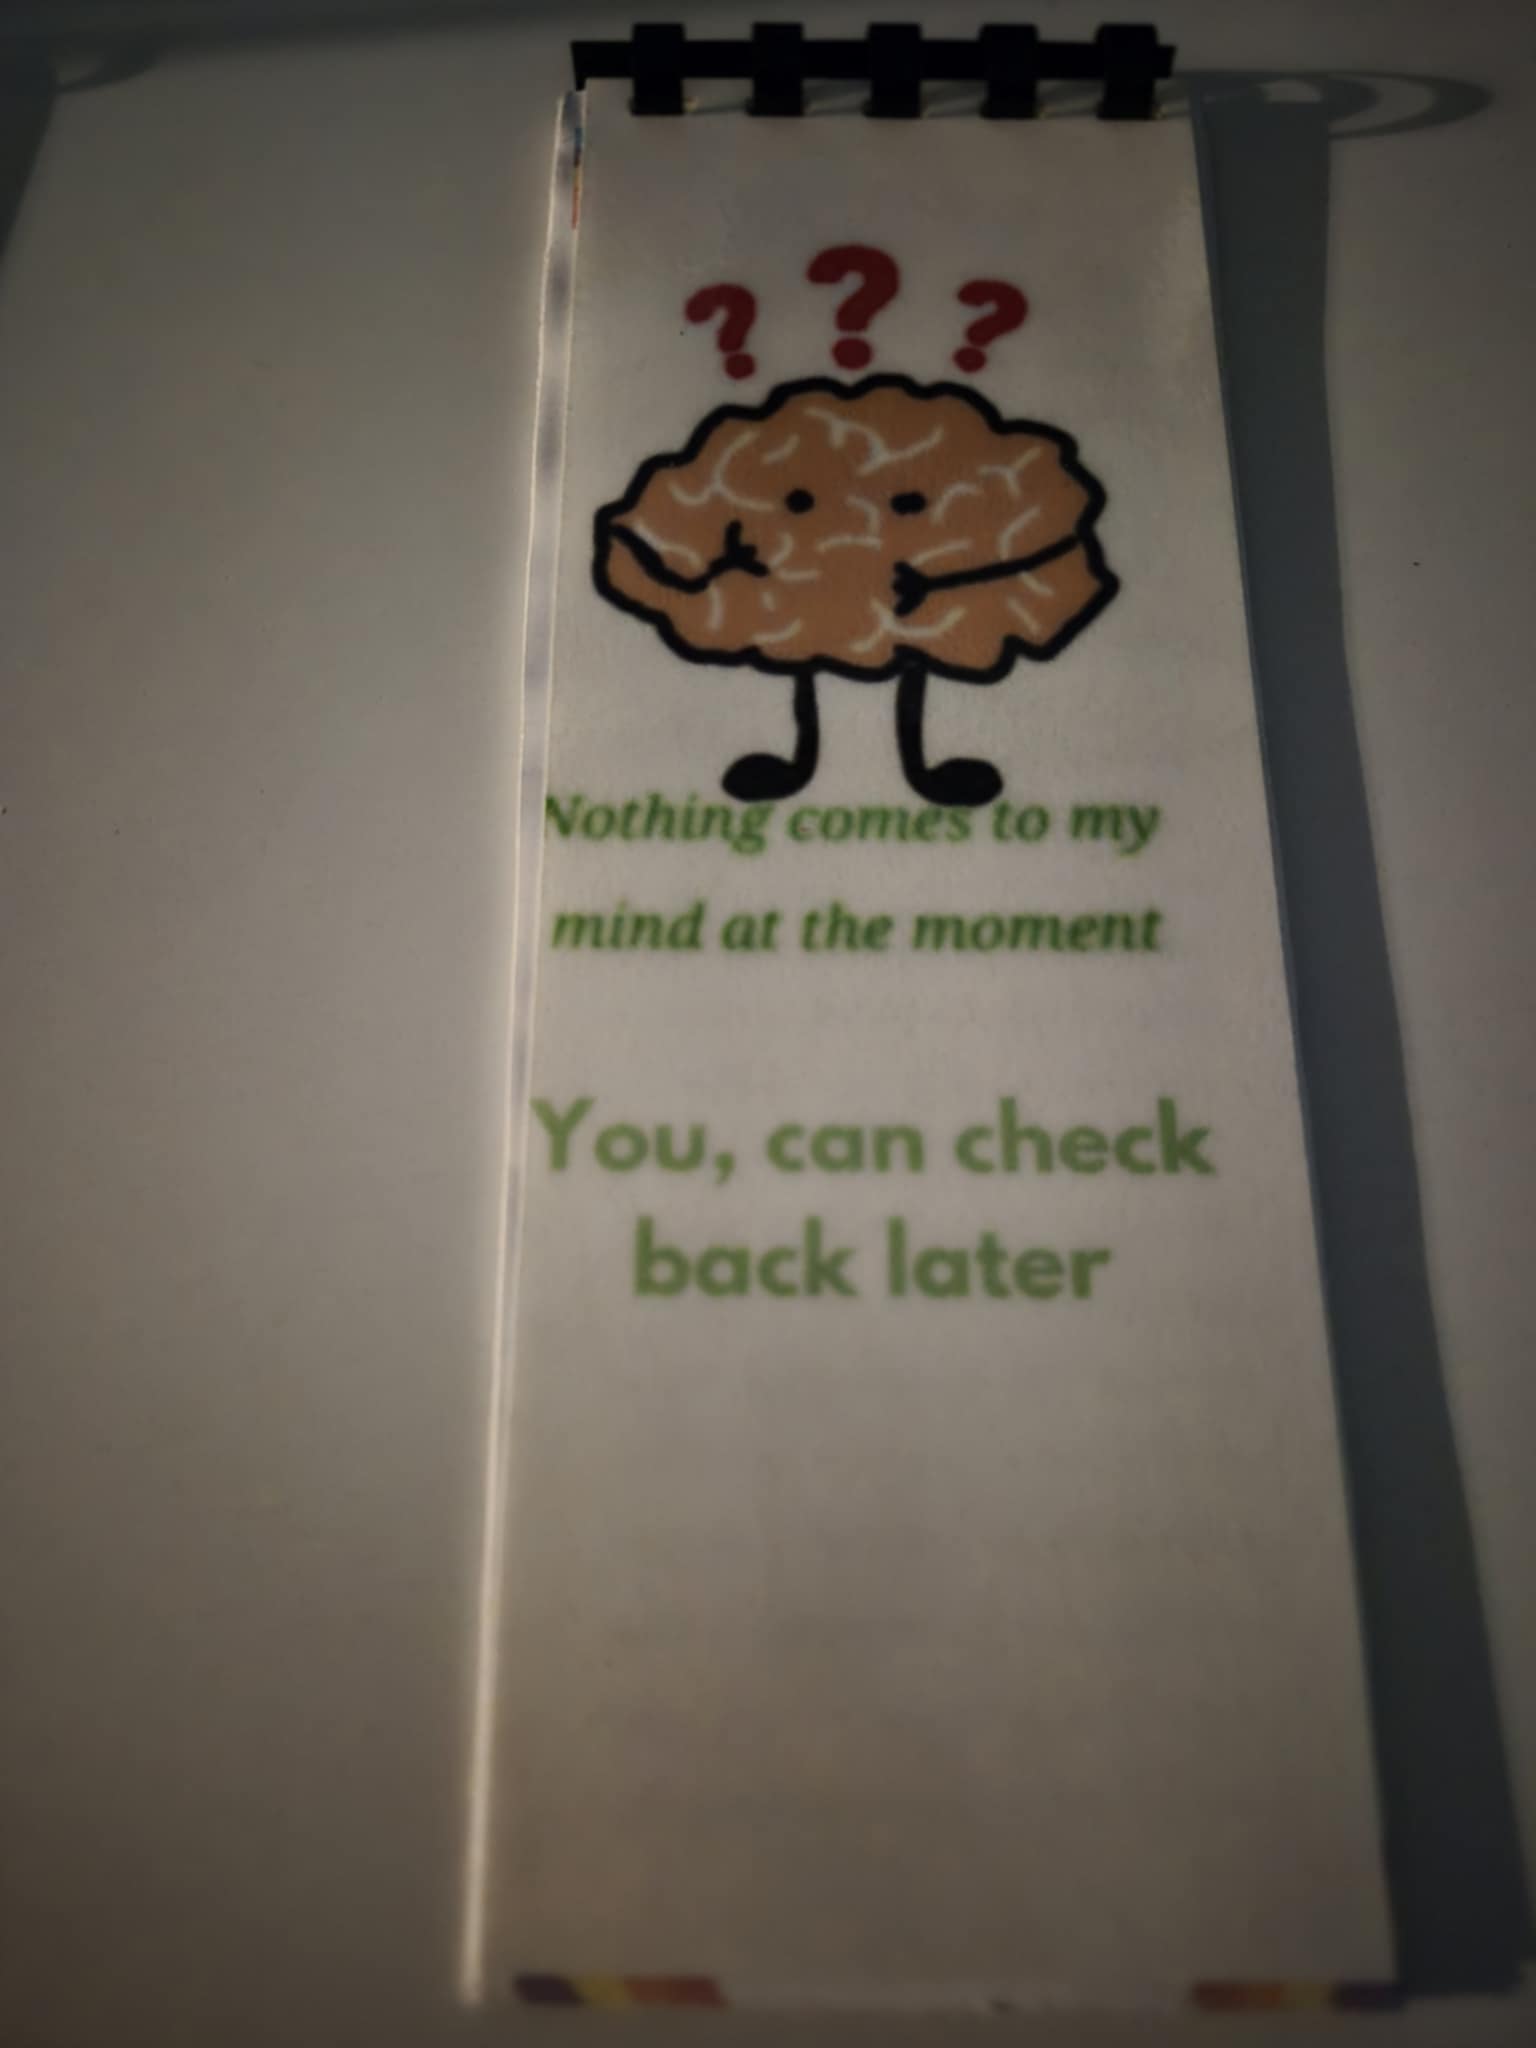 ???
Nothing comes to my
mind at the moment
You, can check
back later